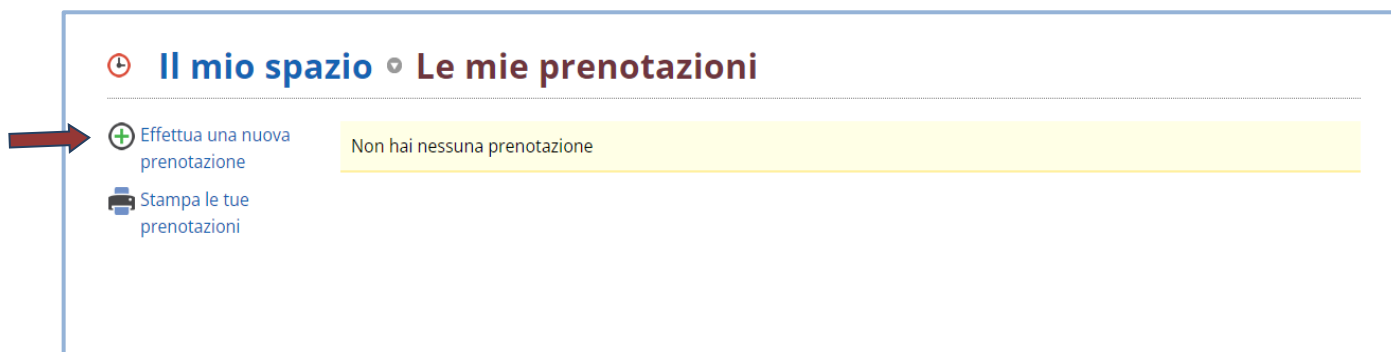 Il mio spazio Le mie prenotazioni
Effettua una nuova
prenotazione
Non hai nessuna prenotazione
Stampa le tue
prenotazioni